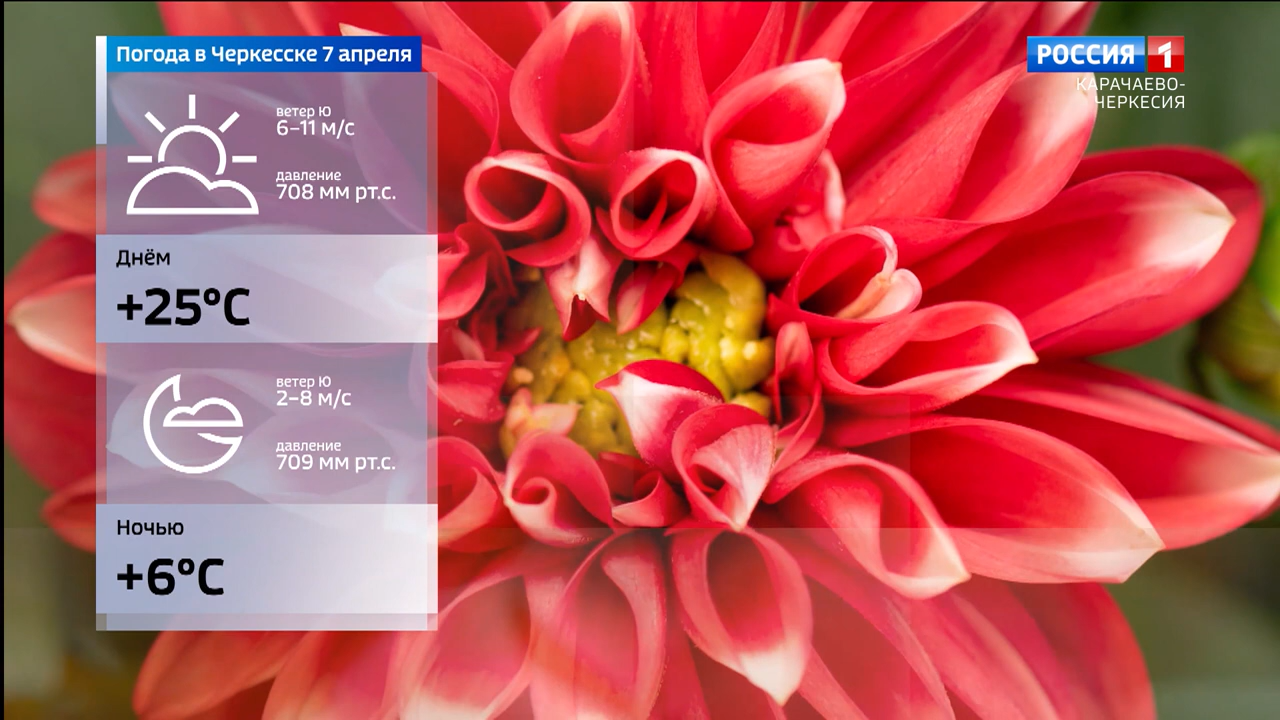 Погода в Черкесске 7 апреля
РОССИЯ 1
КАРАЧАЕВО-
ЧЕРКЕСИЯ
ветер Ю
6–11 м/с
давление
708 мм рт.с.
Днём
+25°C
ветер Ю
2–8 м/с
давление
709 мм рт.с.
Ночью
+6°C